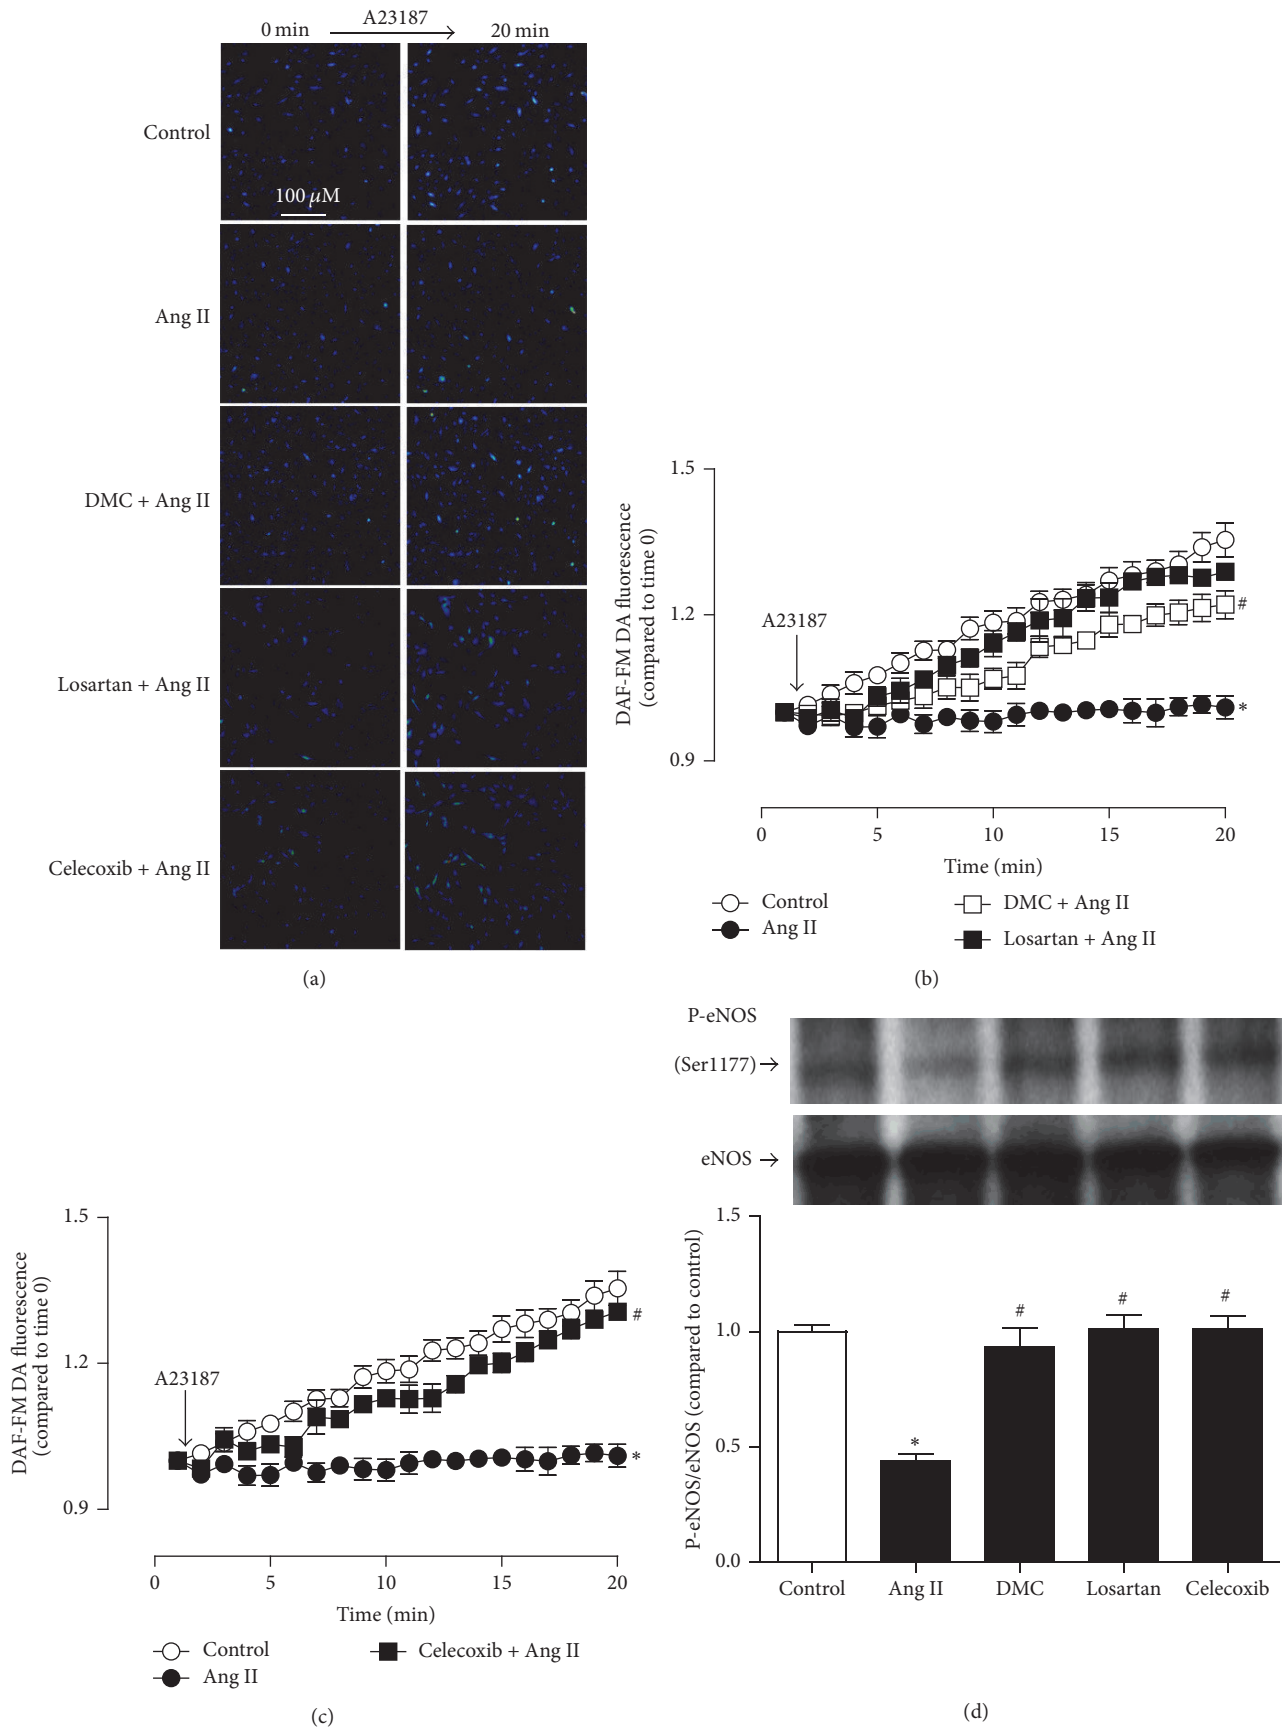 A23187
0 min
20 min
Control
100 μM
Ang II
DMC + Ang II
Losartan + Ang II
Celecoxib + Ang II
(a)
DAF-FM DA fluorescence
(compared to time 0)
1.5
1.2
0.9
A23187
#
*
0
5
10
15
20
Time (min)
Control
Ang II
DMC + Ang II
Losartan + Ang II
(b)
DAF-FM DA fluorescence
(compared to time 0)
1.5
1.2
0.9
A23187
#
*
0
5
10
15
20
Time (min)
Control
Ang II
Celecoxib + Ang II
(c)
P-eNOS
(Ser1177)
eNOS
P-eNOS/eNOS (compared to control)
1.5
1.0
0.5
0.0
*
#
#
#
Control
Ang II
DMC
Losartan
Celecoxib
(d)